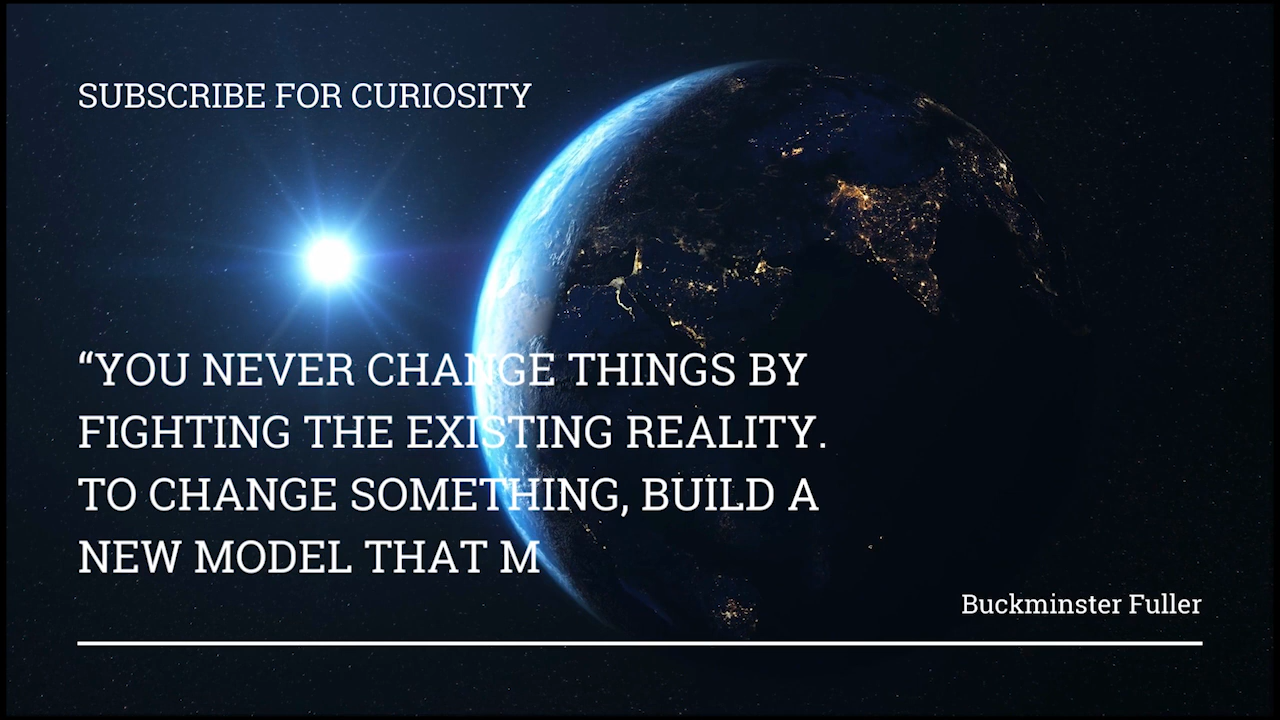 SUBSCRIBE FOR CURIOSITY
“YOU NEVER CHANGE THINGS BY
FIGHTING THE EXISTING REALITY.
TO CHANGE SOMETHING, BUILD A
NEW MODEL THAT M
Buckminster Fuller